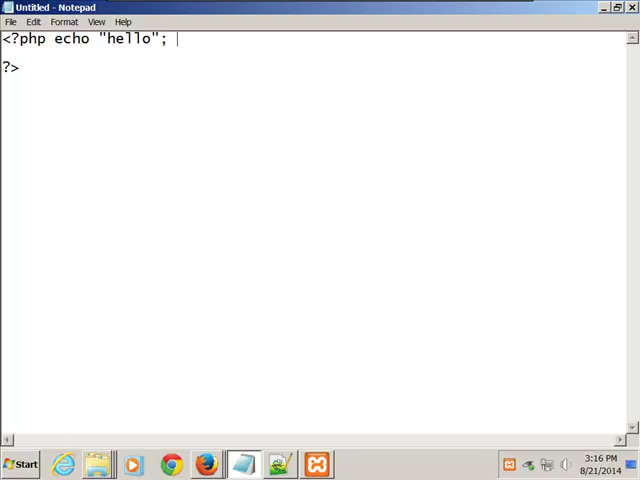 Untitled - Notepad
File Edit Format View Help
<?php echo "hello";
?>
Start
3:16 PM
8/21/2014